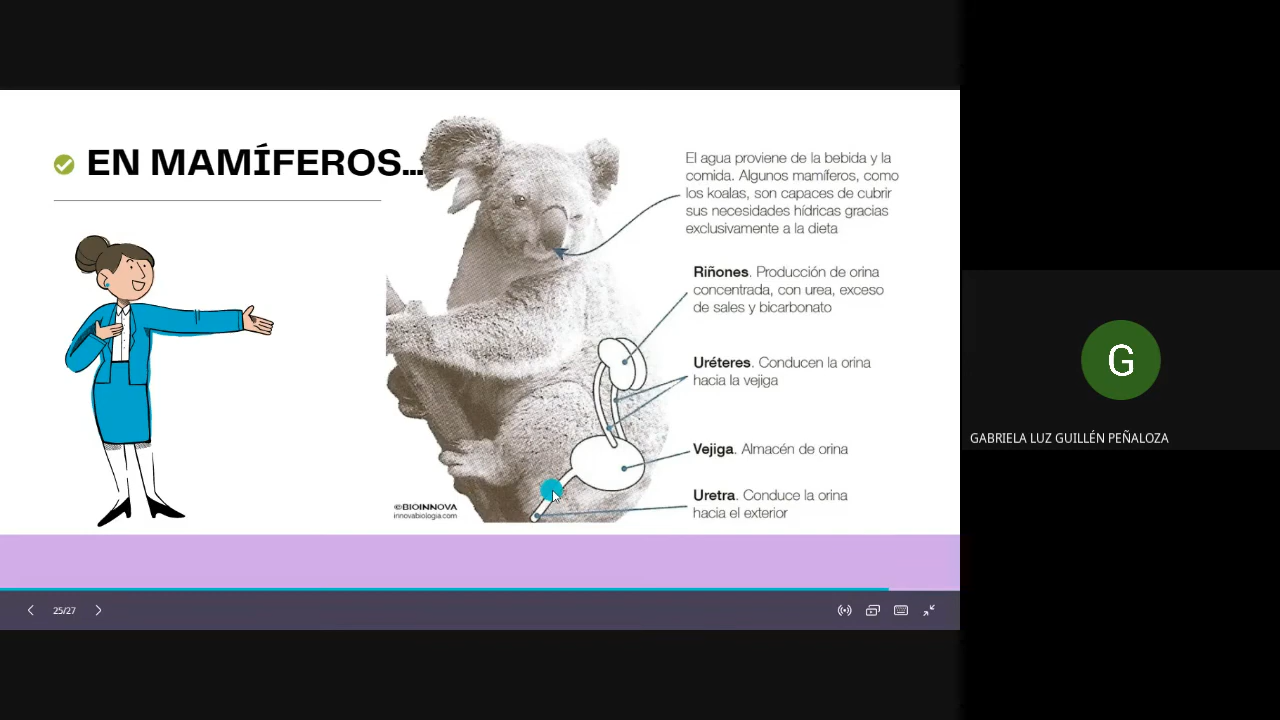 EN MAMÍFEROS...
El agua proviene de la bebida y la
comida. Algunos mamíferos, como
los koalas, son capaces de cubrir
sus necesidades hídricas gracias
exclusivamente a la dieta
Riñones. Producción de orina
concentrada, con urea, exceso
de sales y bicarbonato
Uréteres. Conducen la orina
hacia la vejiga
Vejiga. Almacén de orina
Uretra. Conduce la orina
hacia el exterior
©BIOINNOVA
innovabiologia.com
25/27
G
GABRIELA LUZ GUILLÉN PEÑALOZA